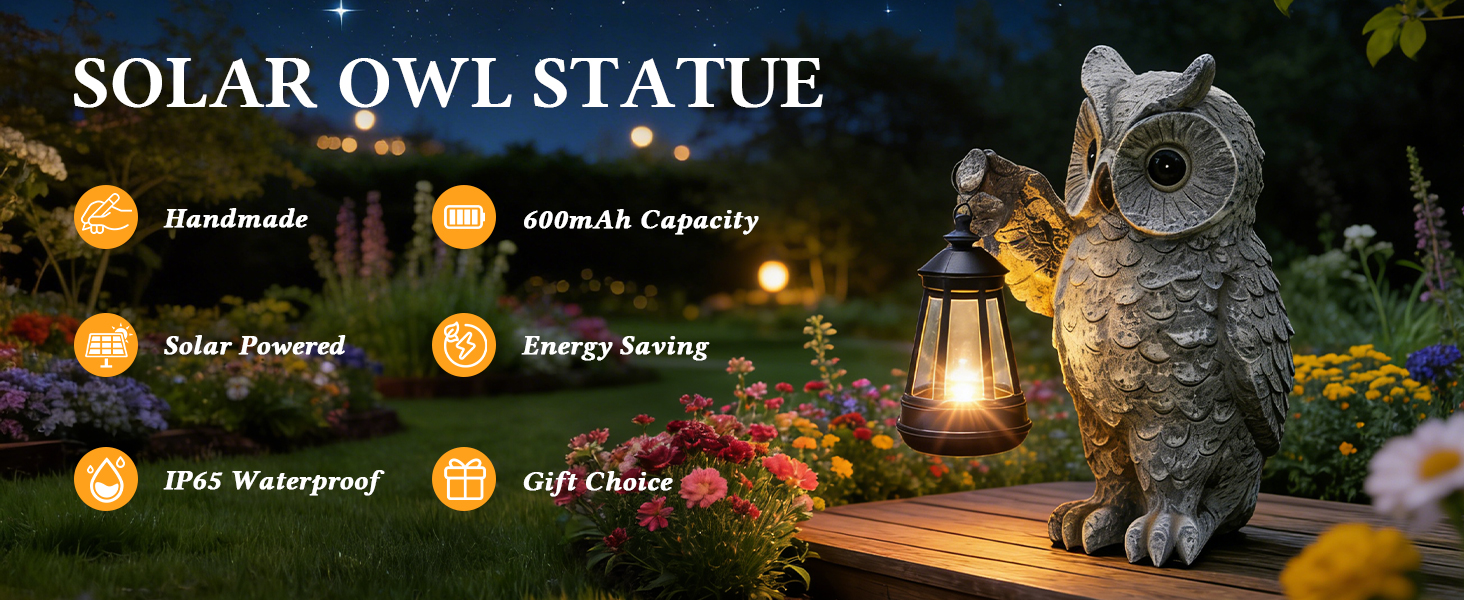 SOLAR OWL STATUE
Handmade
600mAh Capacity
Solar Powered
Energy Saving
IP65 Waterproof
Gift Choice